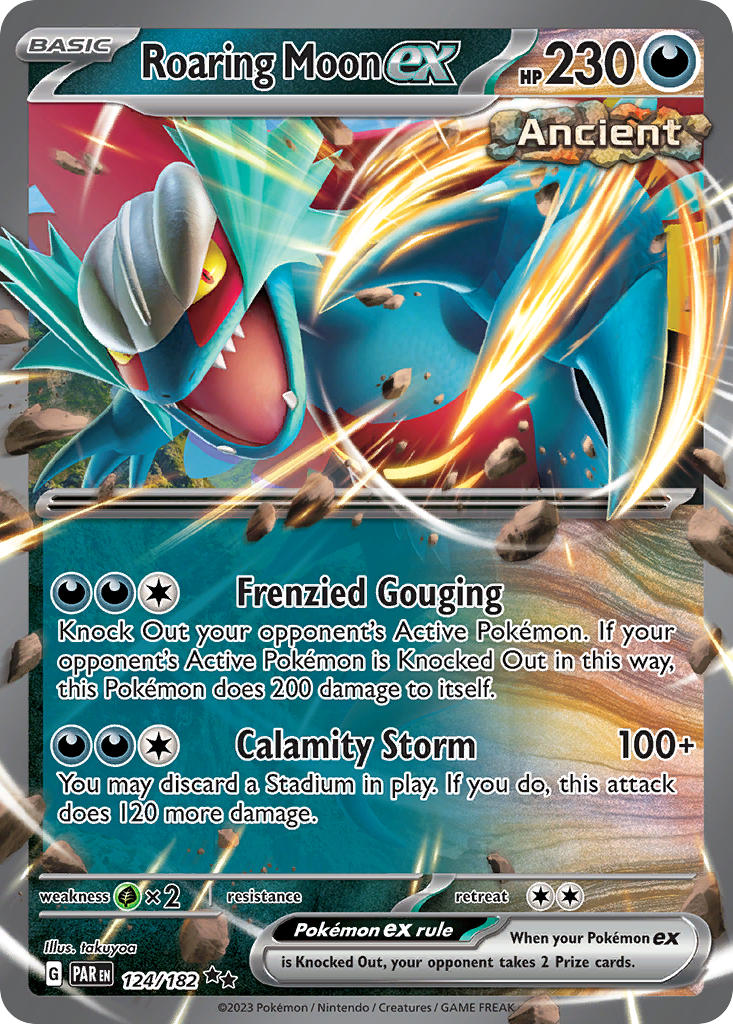 BASIC
Roaring Moon ex
HP 230
Ancient
Frenzied Gouging
Knock Out your opponent's Active Pokémon. If your
opponent's Active Pokémon is Knocked Out in this way,
this Pokémon does 200 damage to itself.
Calamity Storm 100+
You may discard a Stadium in play. If you do, this attack
does 120 more damage.
weakness ×2 resistance retreat
Illus. takuyoa
Pokémon ex rule
When your Pokémon ex
is Knocked Out, your opponent takes 2 Prize cards.
G PAR EN 124/182 ★★
©2023 Pokémon / Nintendo / Creatures / GAME FREAK